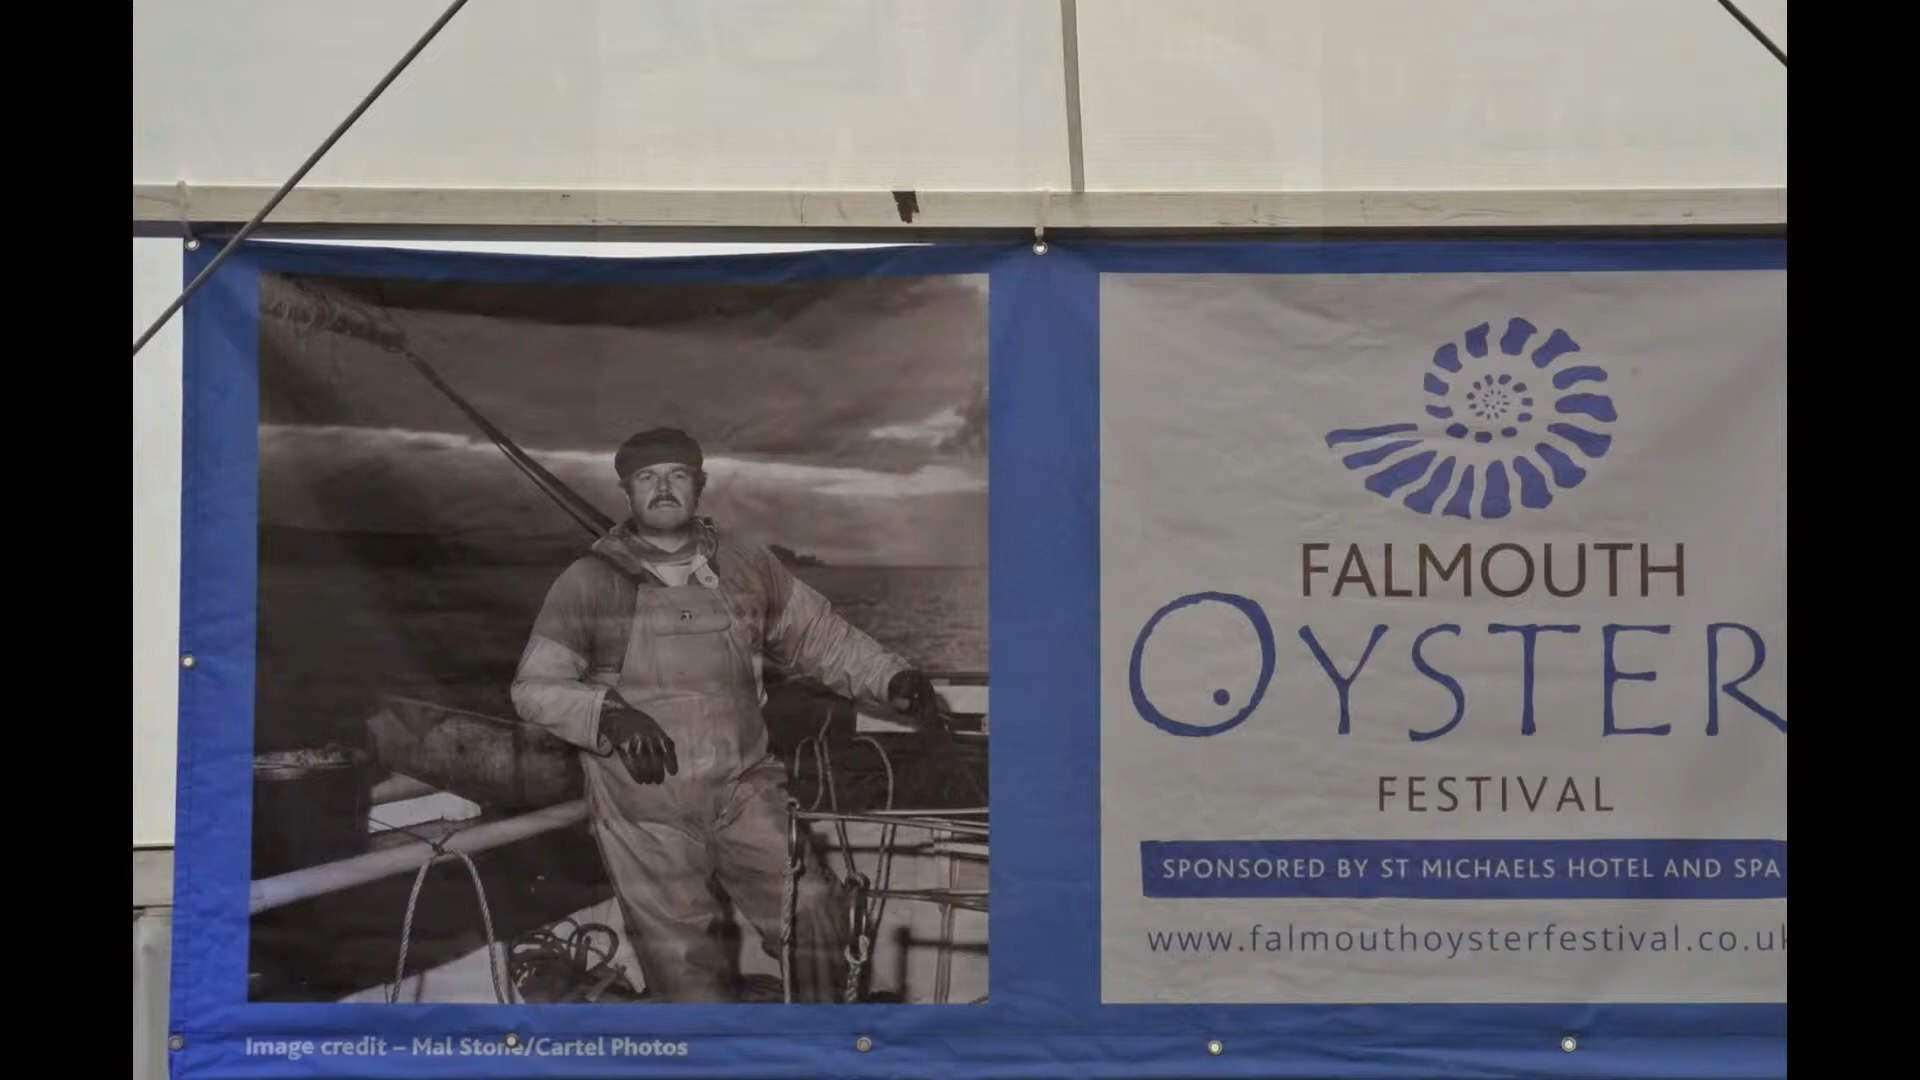 FALMOUTH
OYSTER
FESTIVAL
SPONSORED BY ST MICHAELS HOTEL AND SPA
www.falmouthoysterfestival.co.uk
Image credit – Mal Stone/Cartel Photos